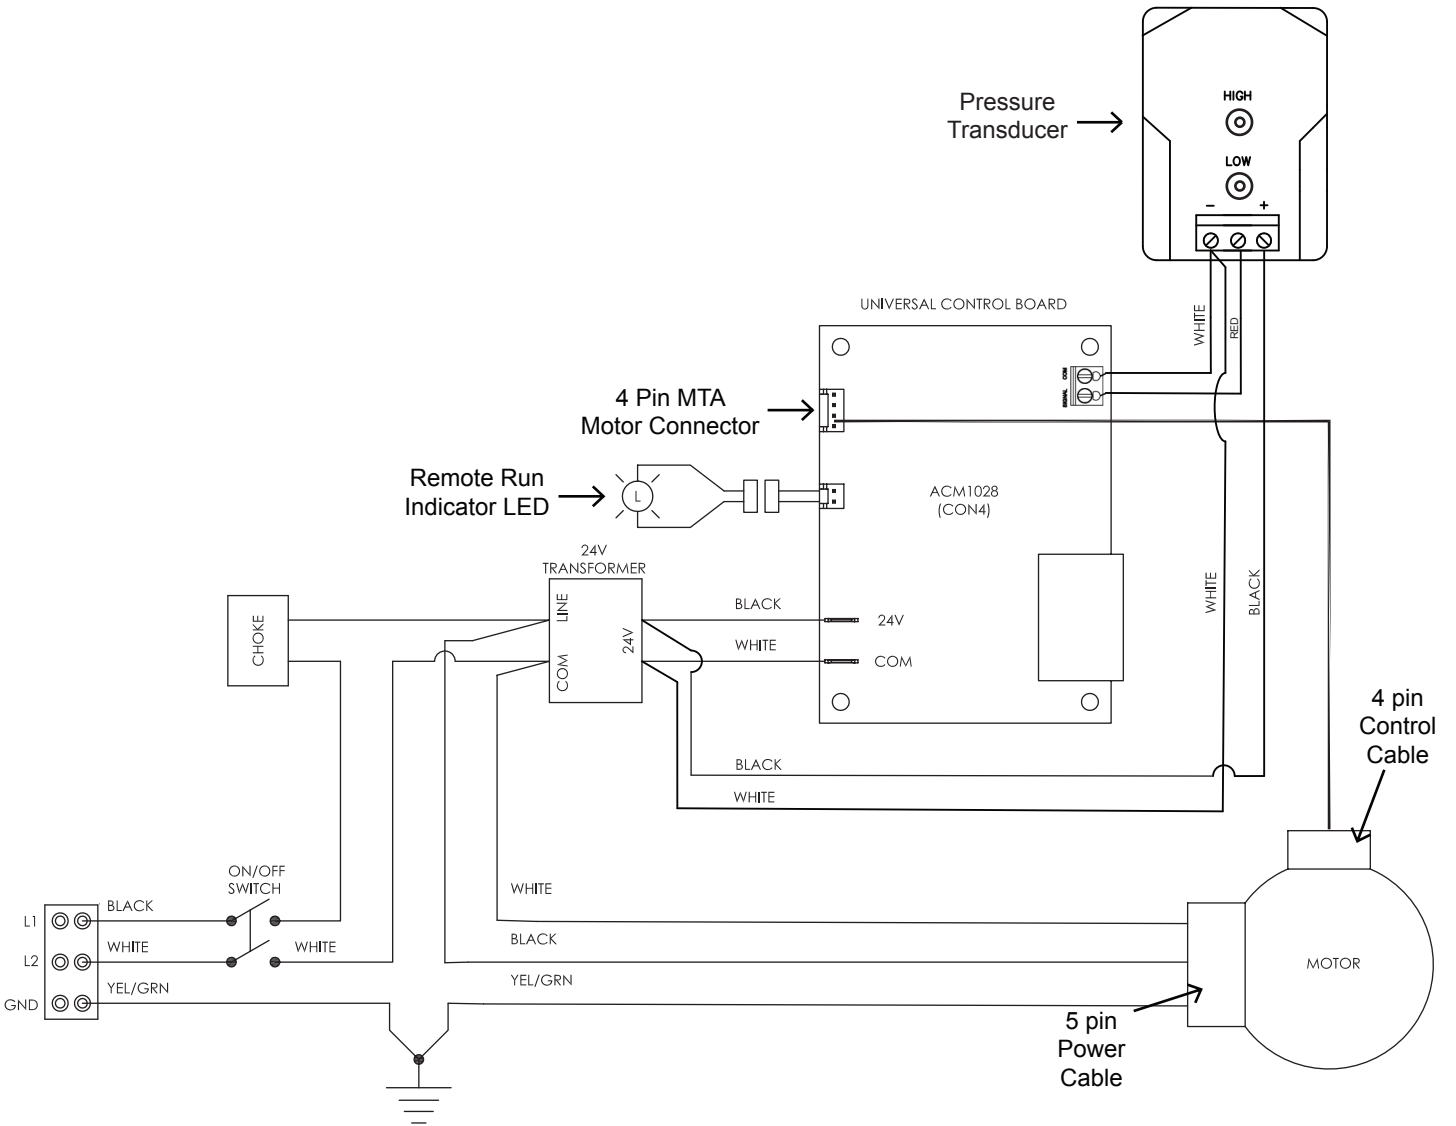 Pressure
Transducer
HIGH
LOW
- +
UNIVERSAL CONTROL BOARD
WHITE
RED
COM
SIGNAL
4 Pin MTA
Motor Connector
Remote Run
Indicator LED
L
ACM1028
(CON4)
24V
TRANSFORMER
LINE
COM
24V
CHOKE
BLACK
24V
WHITE
COM
WHITE
BLACK
BLACK
WHITE
4 pin
Control
Cable
ON/OFF
SWITCH
L1
BLACK
L2
WHITE
WHITE
GND
YEL/GRN
WHITE
BLACK
YEL/GRN
MOTOR
5 pin
Power
Cable